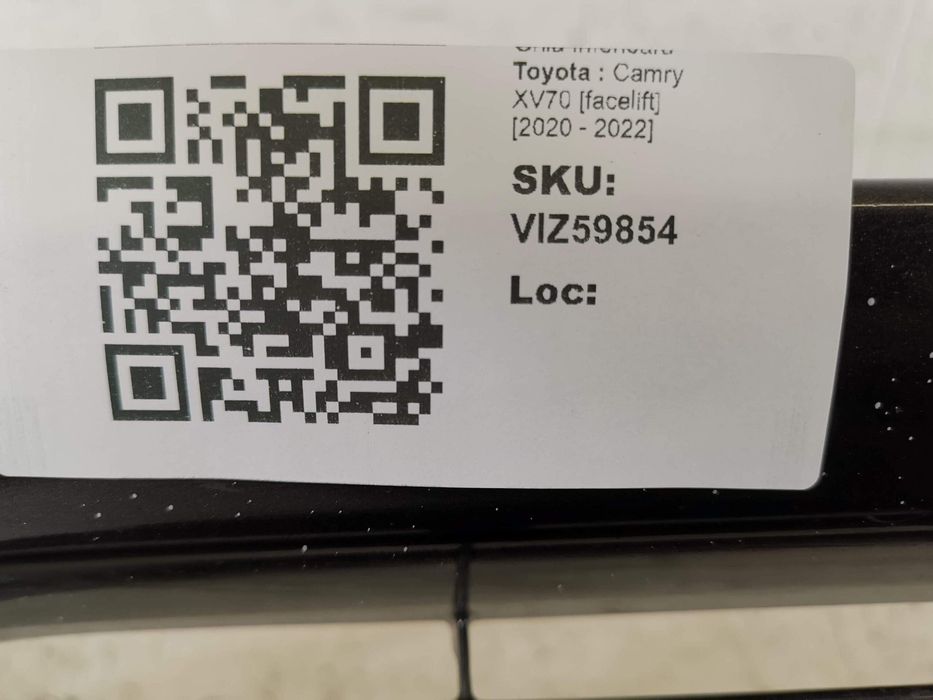 Toyota : Camry
XV70 [facelift]
[2020 - 2022]
SKU:
VIZ59854
Loc: